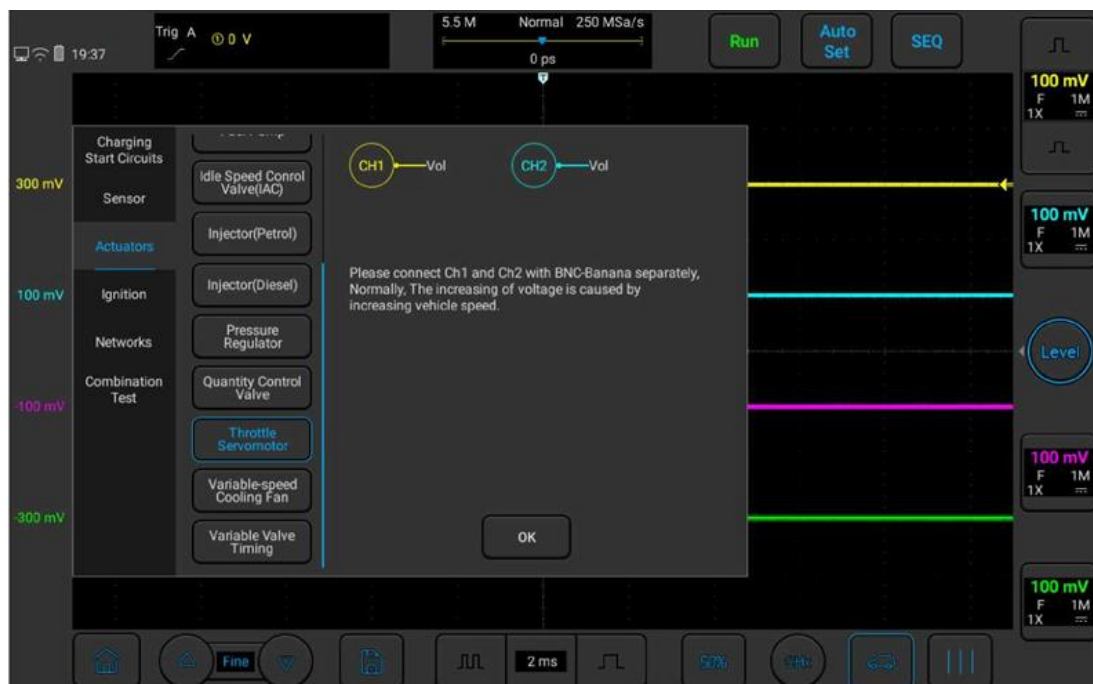 Trig A ① 0 V
19:37
5.5 M Normal 250 MSa/s
0 ps
T
Run
Auto
Set
SEQ
100 mV
F 1M
1X
Charging
Start Circuits
Sensor
Actuators
Ignition
Networks
Combination
Test
Idle Speed Conrol
Valve(IAC)
Injector(Petrol)
Injector(Diesel)
Pressure
Regulator
Quantity Control
Valve
Throttle
Servomotor
Variable-speed
Cooling Fan
Variable Valve
Timing
CH1 Vol
CH2 Vol
Please connect Ch1 and Ch2 with BNC-Banana separately,
Normally, The increasing of voltage is caused by
increasing vehicle speed.
OK
300 mV
100 mV
-100 mV
-300 mV
100 mV
F 1M
1X
Level
100 mV
F 1M
1X
100 mV
F 1M
1X
Fine
2 ms
50%